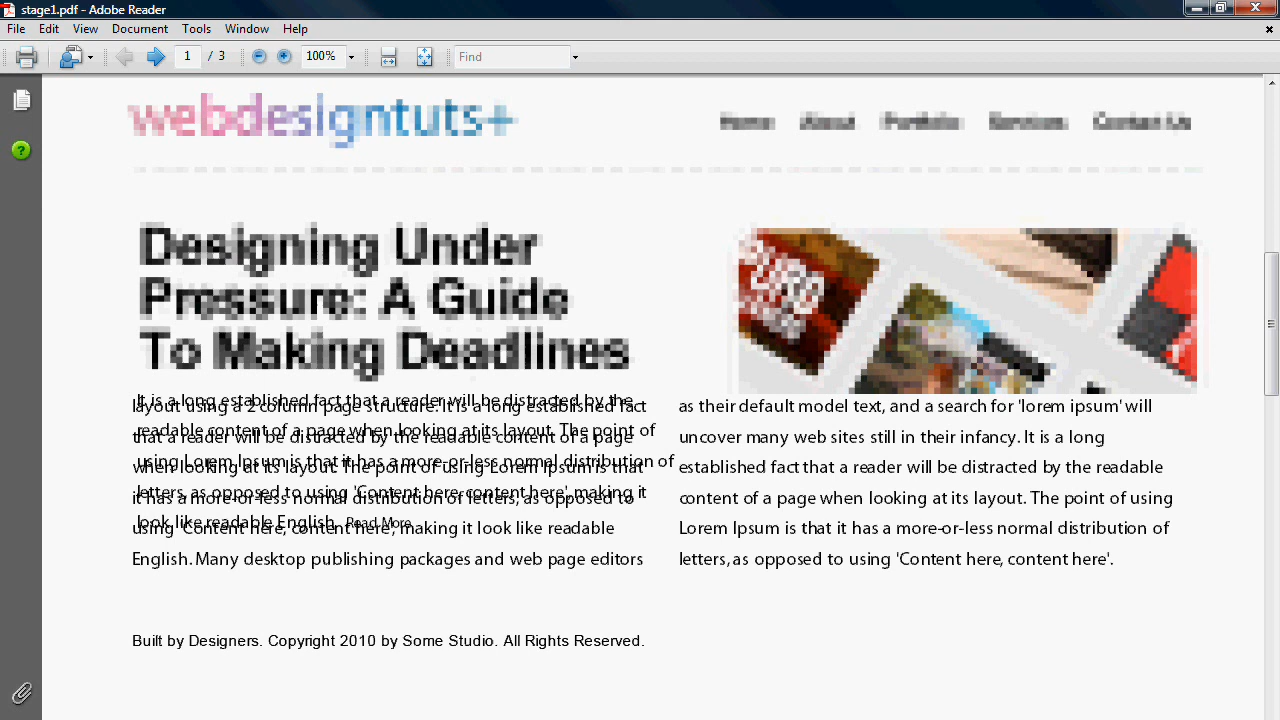 stage1.pdf - Adobe Reader
File Edit View Document Tools Window Help
1 / 3 100% Find
webdesigntuts+
Home About Portfolio Services Contact Us
Designing Under
Pressure: A Guide
To Making Deadlines
It is a long established fact that a reader will be distracted by the
readable content of a page when looking at its layout. The point of
using Lorem Ipsum is that it has a more-or-less normal distribution of
letters, as opposed to using 'Content here, content here', making it
look like readable English. Read More
layout using a 2 column page structure. It is a long established fact
that a reader will be distracted by the readable content of a page
when looking at its layout. The point of using Lorem Ipsum is that
it has a more-or-less normal distribution of letters, as opposed to
using 'Content here, content here', making it look like readable
English. Many desktop publishing packages and web page editors
as their default model text, and a search for 'lorem ipsum' will
uncover many web sites still in their infancy. It is a long
established fact that a reader will be distracted by the readable
content of a page when looking at its layout. The point of using
Lorem Ipsum is that it has a more-or-less normal distribution of
letters, as opposed to using 'Content here, content here'.
Built by Designers. Copyright 2010 by Some Studio. All Rights Reserved.